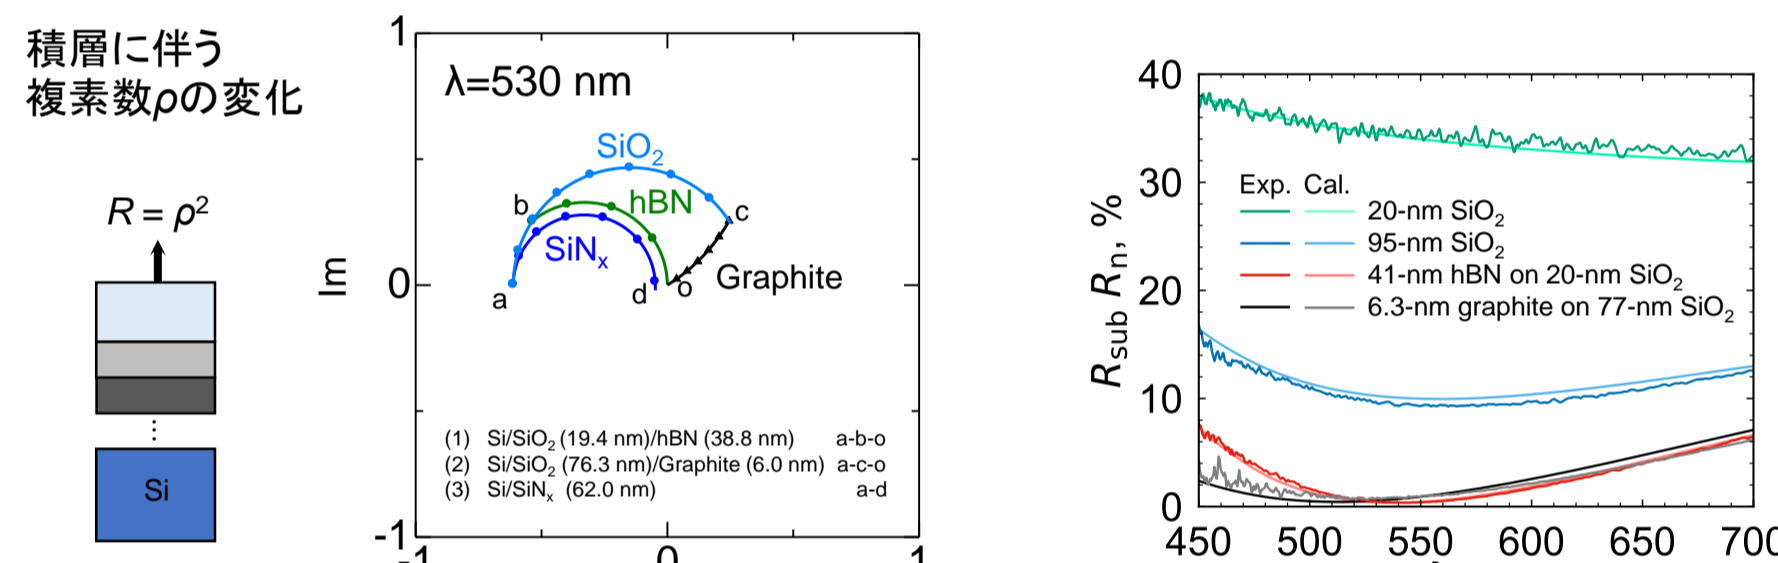 積層に伴う
複素数ρの変化
R = ρ²
⋮
Si
1
0
-1
-1
0
1
Im
λ=530 nm
SiO₂
hBN
SiNₓ
Graphite
a
b
c
d
o
(1) Si/SiO₂ (19.4 nm)/hBN (38.8 nm) a-b-o
(2) Si/SiO₂ (76.3 nm)/Graphite (6.0 nm) a-c-o
(3) Si/SiNₓ (62.0 nm) a-d
R_sub R_n, %
40
30
20
10
0
Exp. Cal.
20-nm SiO₂
95-nm SiO₂
41-nm hBN on 20-nm SiO₂
6.3-nm graphite on 77-nm SiO₂
450 500 550 600 650 700